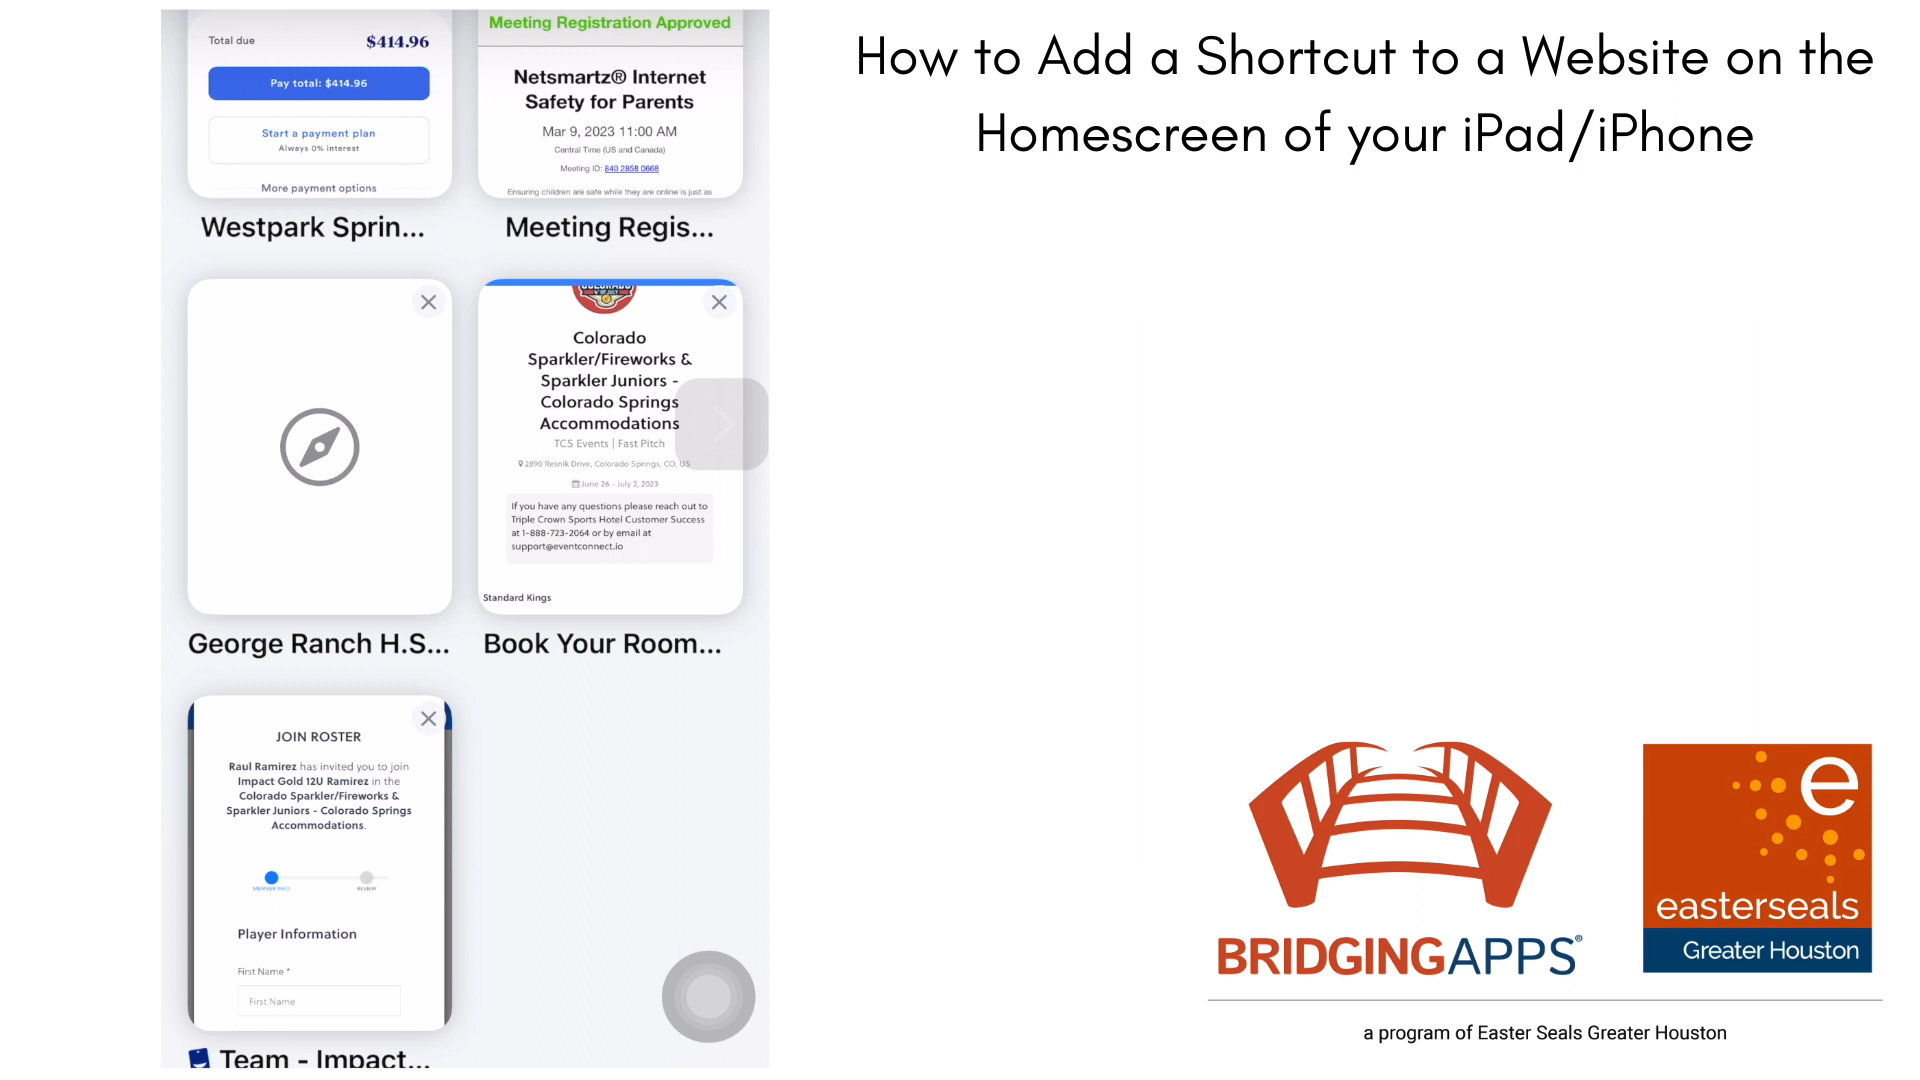 How to Add a Shortcut to a Website on the
Homescreen of your iPad/iPhone
Total due
$414.96
Pay total: $414.96
Start a payment plan
Always 0% interest
More payment options
Westpark Sprin...
Meeting Registration Approved
Netsmartz® Internet
Safety for Parents
Mar 9, 2023 11:00 AM
Central Time (US and Canada)
Meeting ID: 840 2858 0668
Ensuring children are safe while they are online is just as
Meeting Regis...
George Ranch H.S...
COLORADO
4th OF JULY
Colorado
Sparkler/Fireworks &
Sparkler Juniors -
Colorado Springs
Accommodations
TCS Events | Fast Pitch
2890 Resnik Drive, Colorado Springs, CO, US
June 26 - July 2, 2023
If you have any questions please reach out to
Triple Crown Sports Hotel Customer Success
at 1-888-723-2064 or by email at
support@eventconnect.io
Standard Kings
Book Your Room...
JOIN ROSTER
Raul Ramirez has invited you to join
Impact Gold 12U Ramirez in the
Colorado Sparkler/Fireworks &
Sparkler Juniors - Colorado Springs
Accommodations.
MEMBER INFO
REVIEW
Player Information
First Name *
First Name
Team - Impact...
BRIDGINGAPPS®
e
easterseals
Greater Houston
a program of Easter Seals Greater Houston